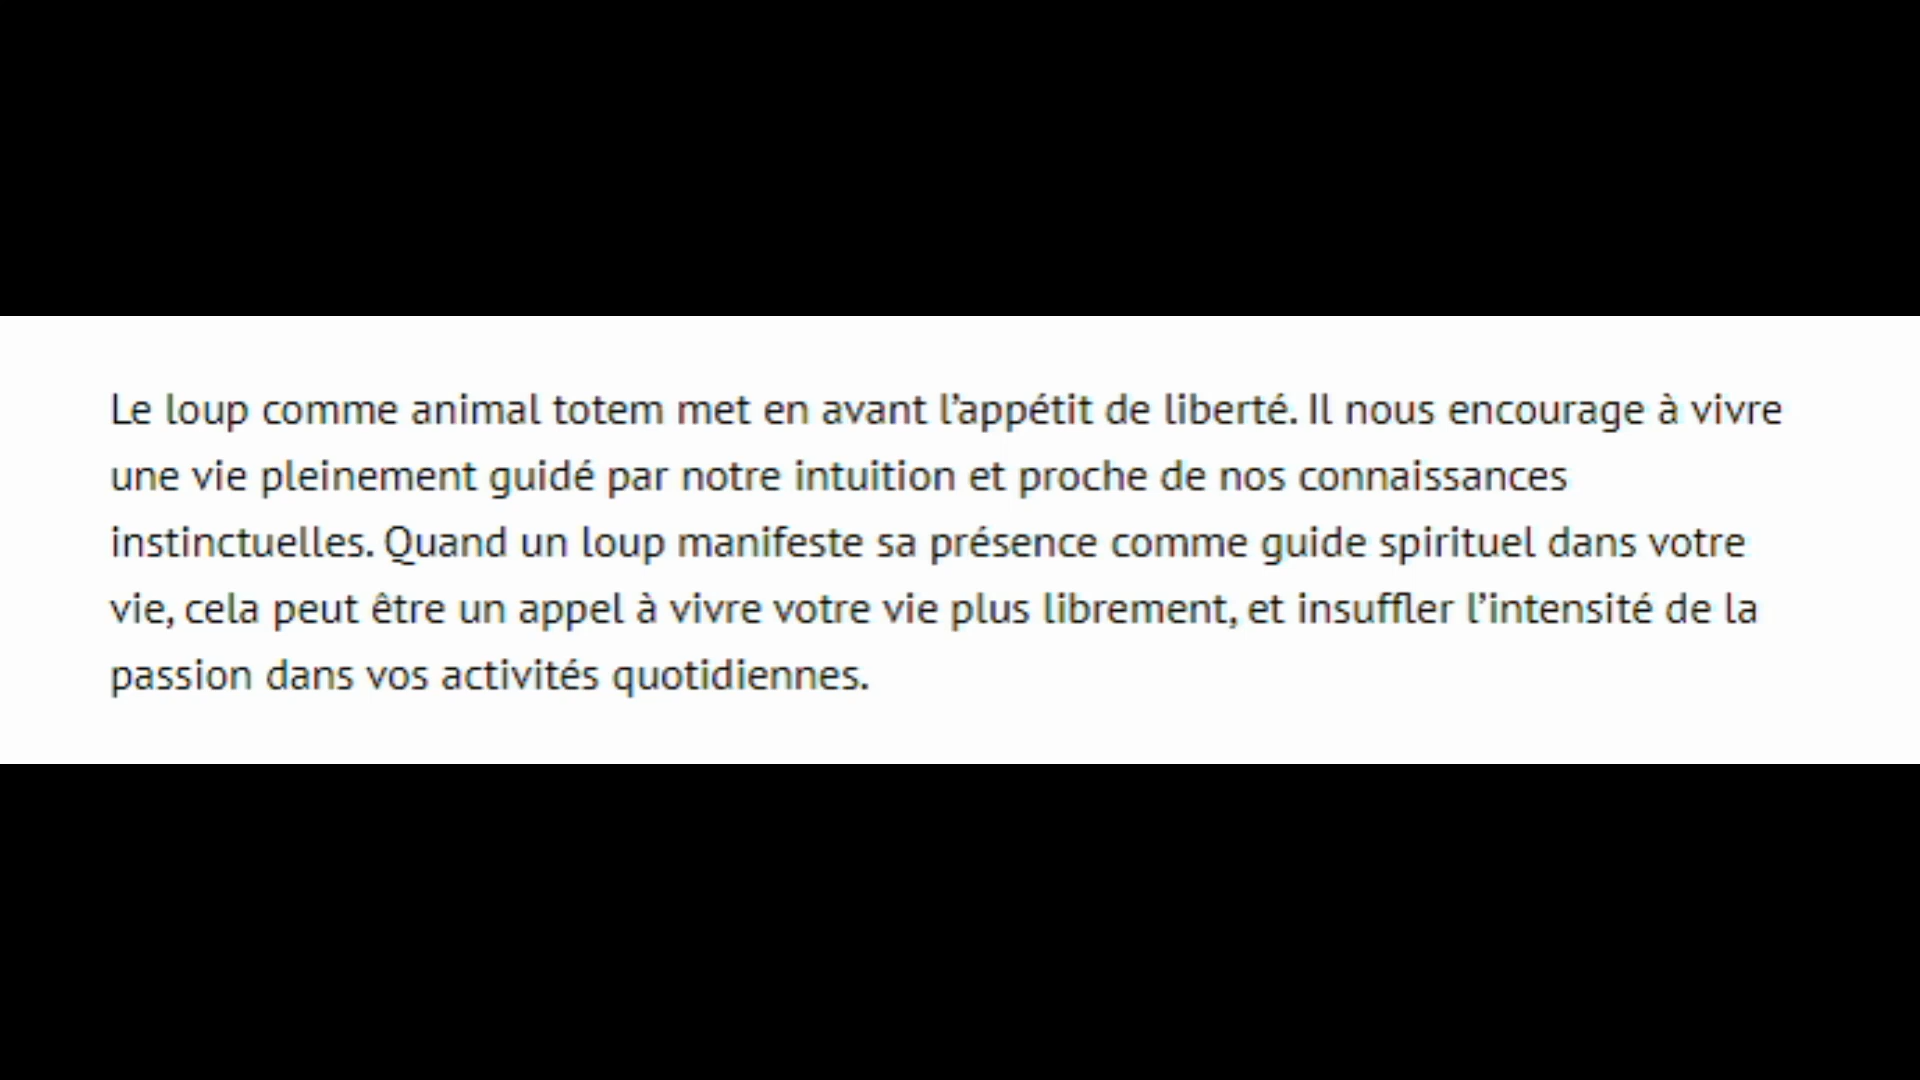 Le loup comme animal totem met en avant l’appétit de liberté. Il nous encourage à vivre
une vie pleinement guidé par notre intuition et proche de nos connaissances
instinctuelles. Quand un loup manifeste sa présence comme guide spirituel dans votre
vie, cela peut être un appel à vivre votre vie plus librement, et insuffler l’intensité de la
passion dans vos activités quotidiennes.